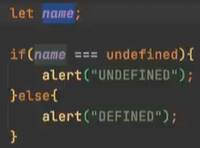 let name;
if(name === undefined){
alert("UNDEFINED");
}else{
alert("DEFINED");
}